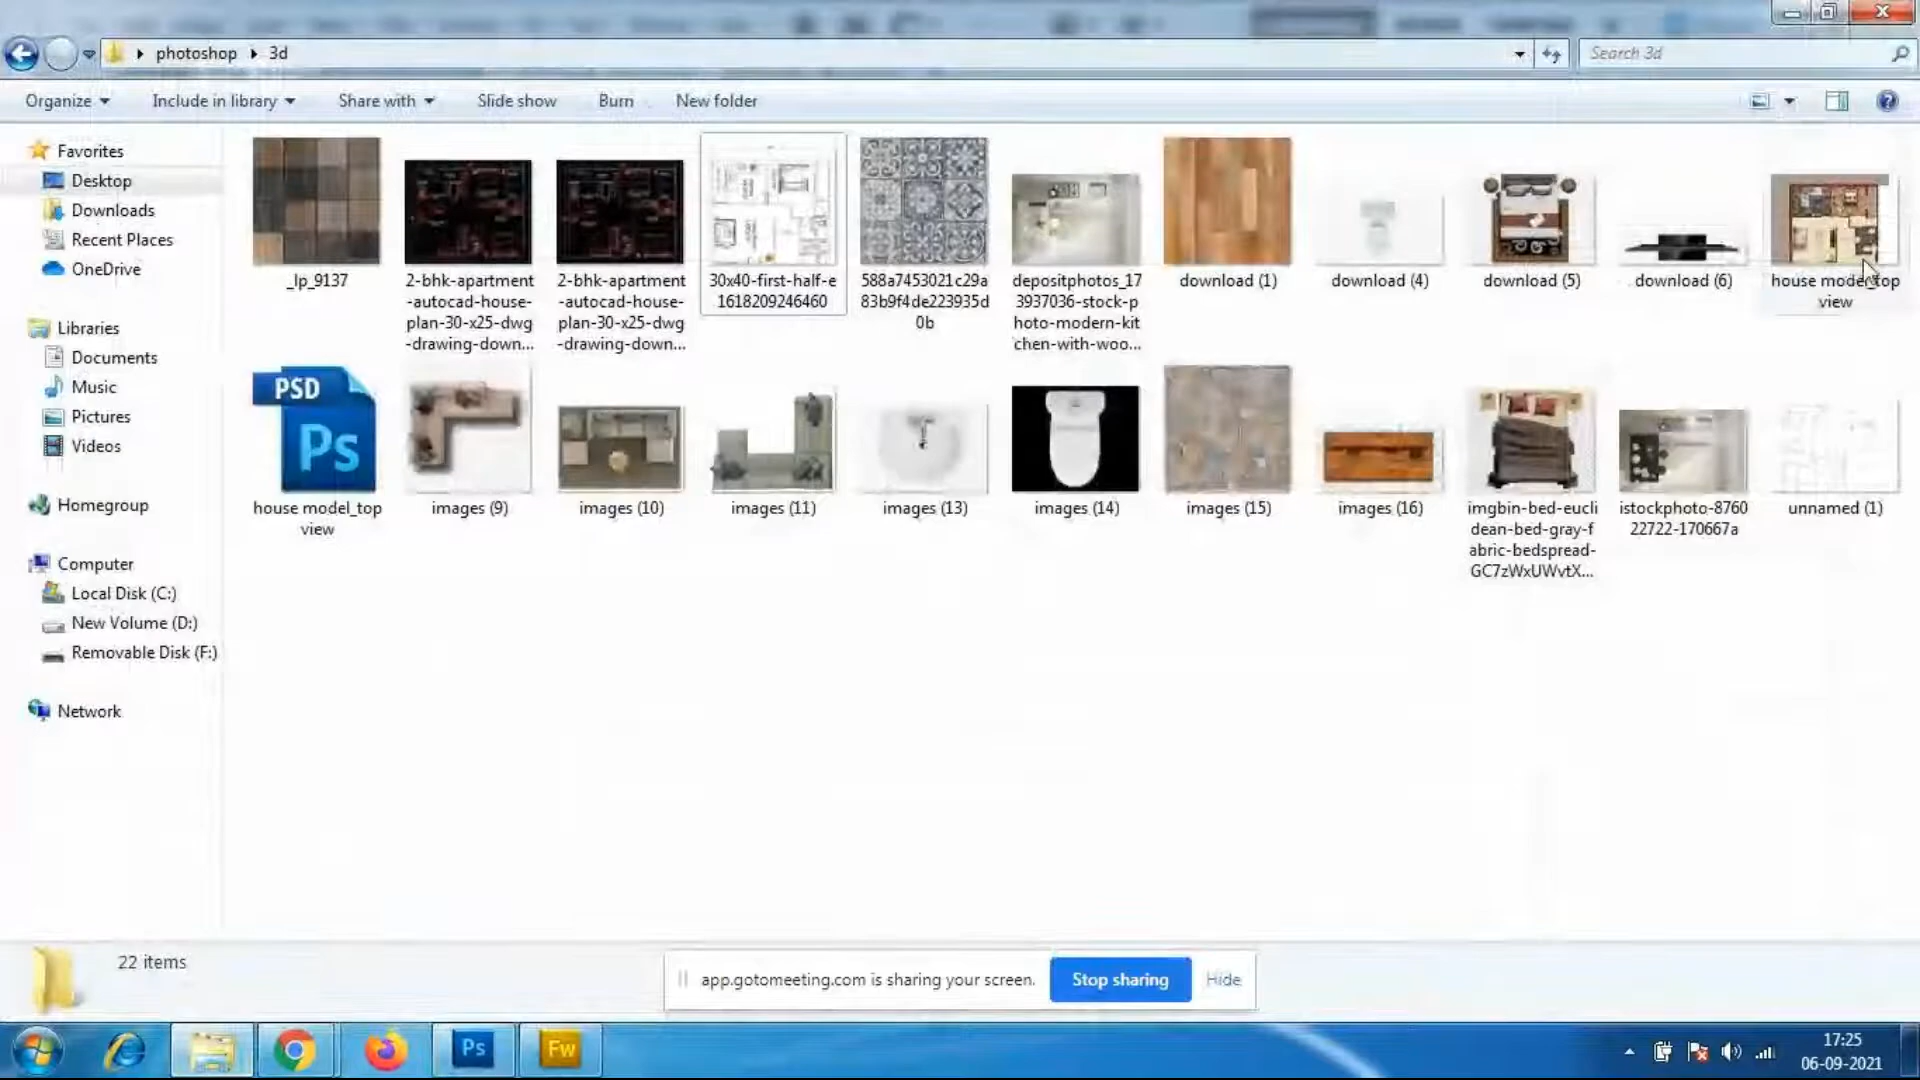 photoshop 3d
Search 3d
Organize
Include in library
Share with
Slide show
Burn
New folder
Favorites
Desktop
Downloads
Recent Places
OneDrive
Libraries
Documents
Music
Pictures
Videos
Homegroup
Computer
Local Disk (C:)
New Volume (D:)
Removable Disk (F:)
Network
_lp_9137
2-bhk-apartment
-autocad-house-
plan-30-x25-dwg
-drawing-down...
2-bhk-apartment
-autocad-house-
plan-30-x25-dwg
-drawing-down...
30x40-first-half-e
1618209246460
588a7453021c29a
83b9f4de223935d
0b
depositphotos_17
3937036-stock-p
hoto-modern-kit
chen-with-woo...
download (1)
download (4)
download (5)
download (6)
house model_top
view
PSD
Ps
house model_top
view
images (9)
images (10)
images (11)
images (13)
images (14)
images (15)
images (16)
imgbin-bed-eucli
dean-bed-gray-f
abric-bedspread-
GC7zWxUWvtX...
istockphoto-8760
22722-170667a
unnamed (1)
22 items
app.gotomeeting.com is sharing your screen.
Stop sharing
Hide
Ps
Fw
17:25
06-09-2021